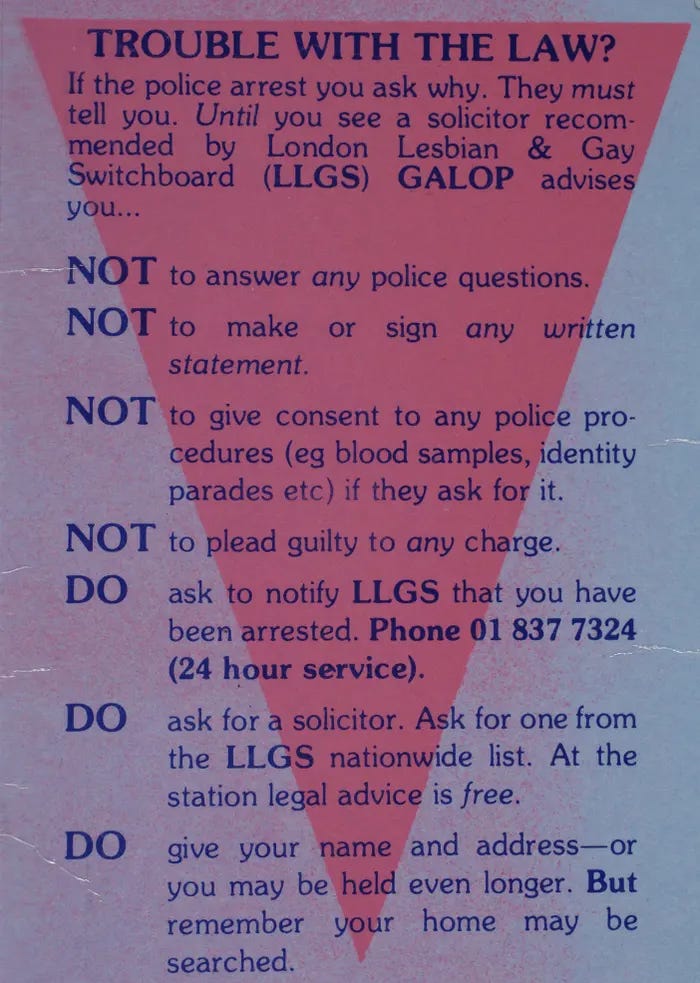 TROUBLE WITH THE LAW?
If the police arrest you ask why. They must
tell you. Until you see a solicitor recom-
mended by London Lesbian & Gay
Switchboard (LLGS) GALOP advises
you...
NOT to answer any police questions.
NOT to make or sign any written
statement.
NOT to give consent to any police pro-
cedures (eg blood samples, identity
parades etc) if they ask for it.
NOT to plead guilty to any charge.
DO ask to notify LLGS that you have
been arrested. Phone 01 837 7324
(24 hour service).
DO ask for a solicitor. Ask for one from
the LLGS nationwide list. At the
station legal advice is free.
DO give your name and address—or
you may be held even longer. But
remember your home may be
searched.